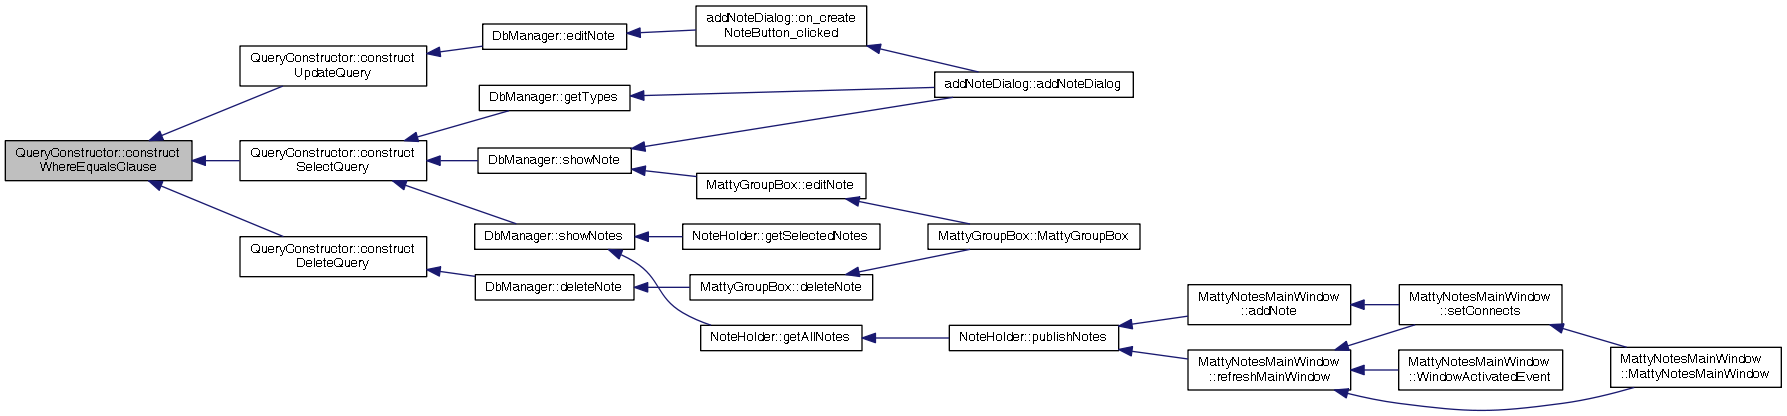 QueryConstructor::construct
WhereEqualsClause
QueryConstructor::construct
UpdateQuery
DbManager::editNote
addNoteDialog::on_create
NoteButton_clicked
addNoteDialog::addNoteDialog
QueryConstructor::construct
SelectQuery
DbManager::getTypes
DbManager::showNote
MattyGroupBox::editNote
MattyGroupBox::MattyGroupBox
DbManager::showNotes
NoteHolder::getSelectedNotes
QueryConstructor::construct
DeleteQuery
DbManager::deleteNote
MattyGroupBox::deleteNote
NoteHolder::getAllNotes
NoteHolder::publishNotes
MattyNotesMainWindow
::addNote
MattyNotesMainWindow
::setConnects
MattyNotesMainWindow
::refreshMainWindow
MattyNotesMainWindow
::WindowActivatedEvent
MattyNotesMainWindow
::MattyNotesMainWindow